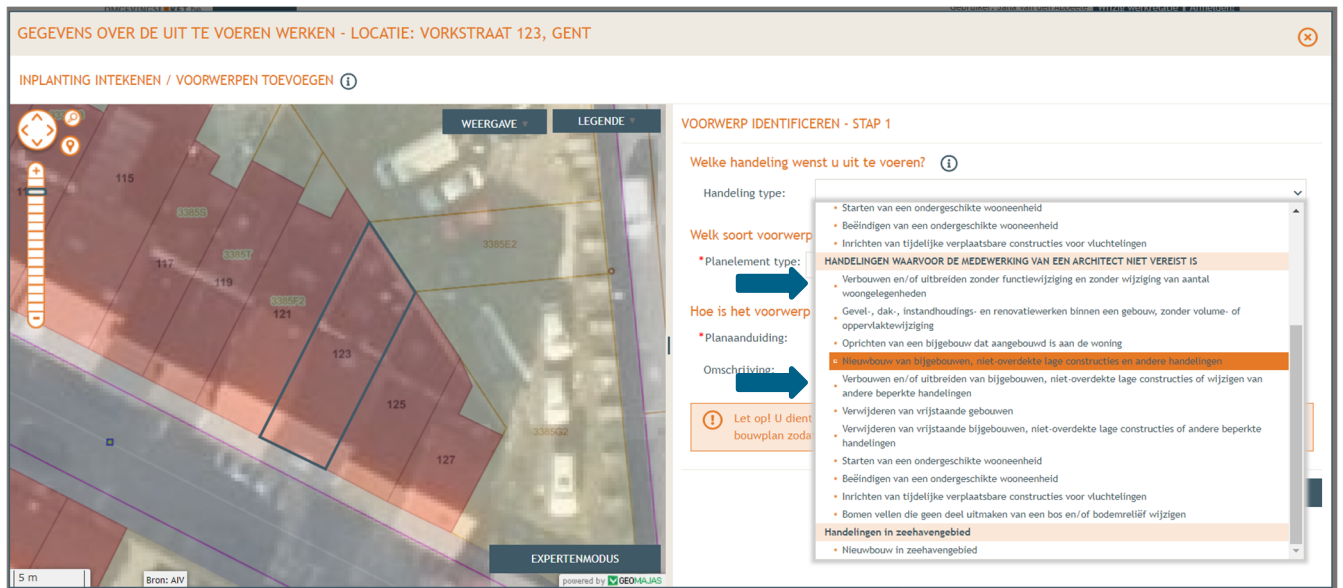 GEGEVENS OVER DE UIT TE VOEREN WERKEN - LOCATIE: VORKSTRAAT 123, GENT
INPLANTING INTEKENEN / VOORWERPEN TOEVOEGEN
WEERGAVE
LEGENDE
115
3385S
117
3385T
119
3385F2
121
123
125
127
3385E2
3385G2
EXPERTENMODUS
5 m
Bron: AIV
powered by GEOMAJAS
VOORWERP IDENTIFICEREN - STAP 1
Welke handeling wenst u uit te voeren?
Handeling type:
Welk soort voorwerp
*Planelement type:
Hoe is het voorwerp
*Planaanduiding:
Omschrijving:
Let op! U dient
bouwplan zoda
Starten van een ondergeschikte wooneenheid
Beëindigen van een ondergeschikte wooneenheid
Inrichten van tijdelijke verplaatsbare constructies voor vluchtelingen
HANDELINGEN WAARVOOR DE MEDEWERKING VAN EEN ARCHITECT NIET VEREIST IS
Verbouwen en/of uitbreiden zonder functiewijziging en zonder wijziging van aantal
woongelegenheden
Gevel-, dak-, instandhoudings- en renovatiewerken binnen een gebouw, zonder volume- of
oppervlaktewijziging
Oprichten van een bijgebouw dat aangebouwd is aan de woning
Nieuwbouw van bijgebouwen, niet-overdekte lage constructies en andere handelingen
Verbouwen en/of uitbreiden van bijgebouwen, niet-overdekte lage constructies of wijzigen van
andere beperkte handelingen
Verwijderen van vrijstaande gebouwen
Verwijderen van vrijstaande bijgebouwen, niet-overdekte lage constructies of andere beperkte
handelingen
Starten van een ondergeschikte wooneenheid
Beëindigen van een ondergeschikte wooneenheid
Inrichten van tijdelijke verplaatsbare constructies voor vluchtelingen
Bomen vellen die geen deel uitmaken van een bos en/of bodemreliëf wijzigen
Handelingen in zeehavengebied
Nieuwbouw in zeehavengebied